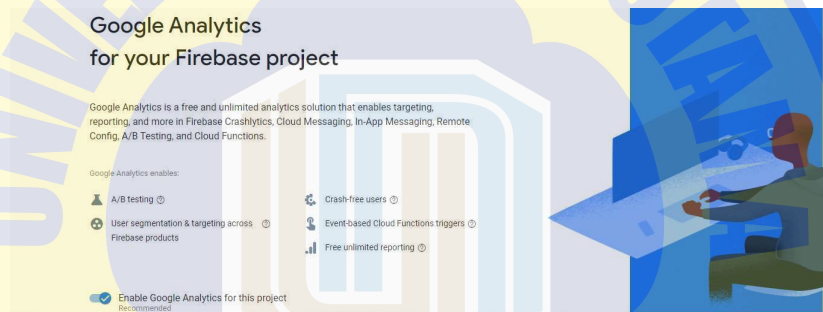 Google Analytics
for your Firebase project
Google Analytics is a free and unlimited analytics solution that enables targeting,
reporting, and more in Firebase Crashlytics, Cloud Messaging, In-App Messaging, Remote
Config, A/B Testing, and Cloud Functions.
Google Analytics enables:
A/B testing
Crash-free users
User segmentation & targeting across
Firebase products
Event-based Cloud Functions triggers
Free unlimited reporting
Enable Google Analytics for this project
Recommended